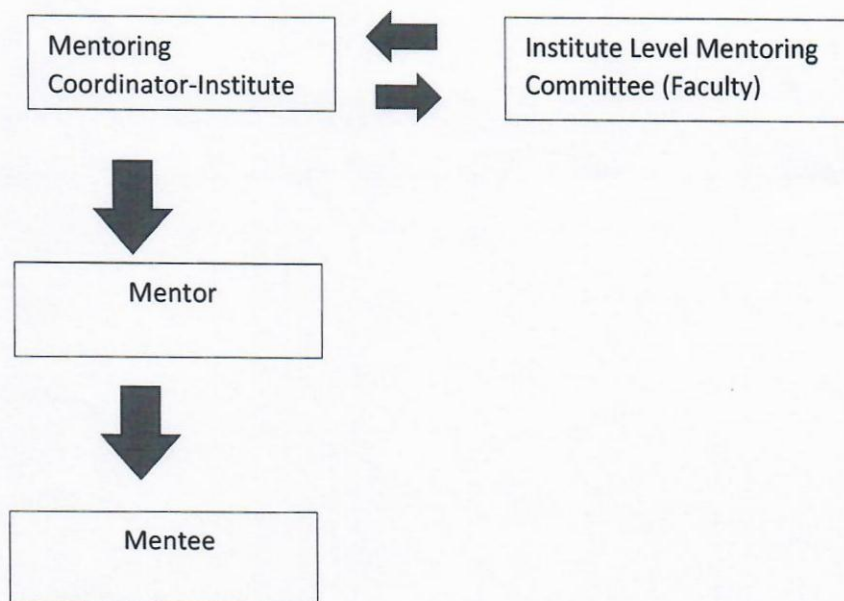 Mentoring
Coordinator-Institute
Institute Level Mentoring
Committee (Faculty)
Mentor
Mentee